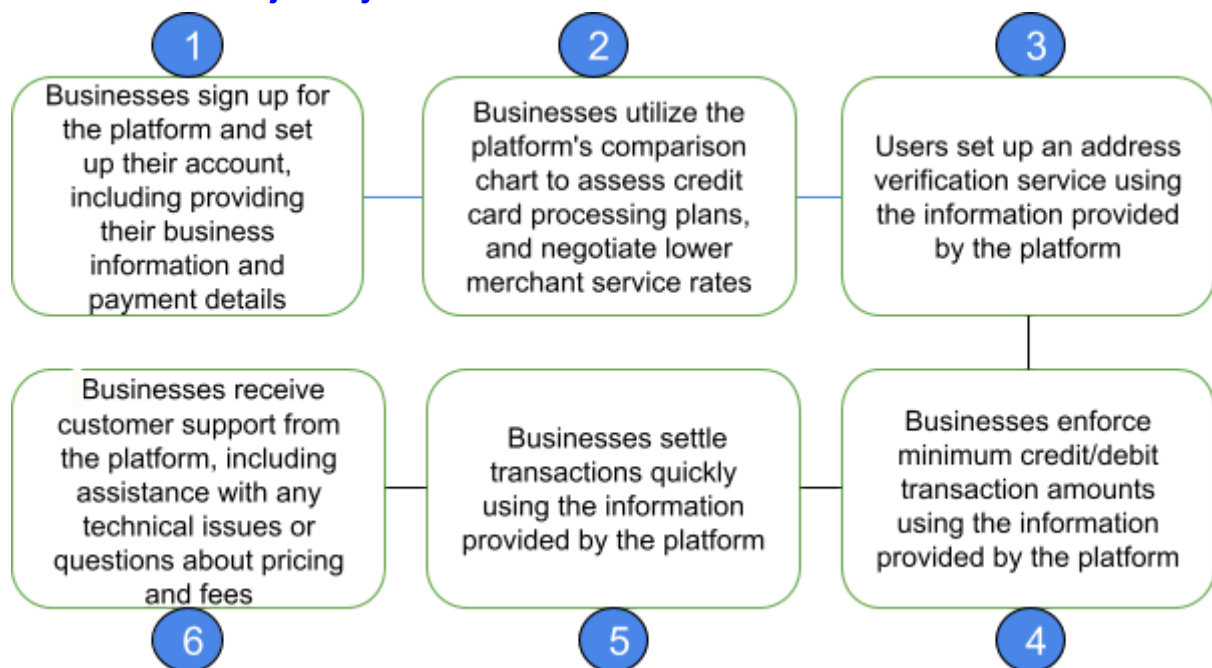 1
Businesses sign up for
the platform and set
up their account,
including providing
their business
information and
payment details
2
Businesses utilize the
platform's comparison
chart to assess credit
card processing plans,
and negotiate lower
merchant service rates
3
Users set up an address
verification service using
the information provided
by the platform
4
Businesses enforce
minimum credit/debit
transaction amounts
using the information
provided by the platform
5
Businesses settle
transactions quickly
using the information
provided by the platform
6
Businesses receive
customer support from
the platform, including
assistance with any
technical issues or
questions about pricing
and fees